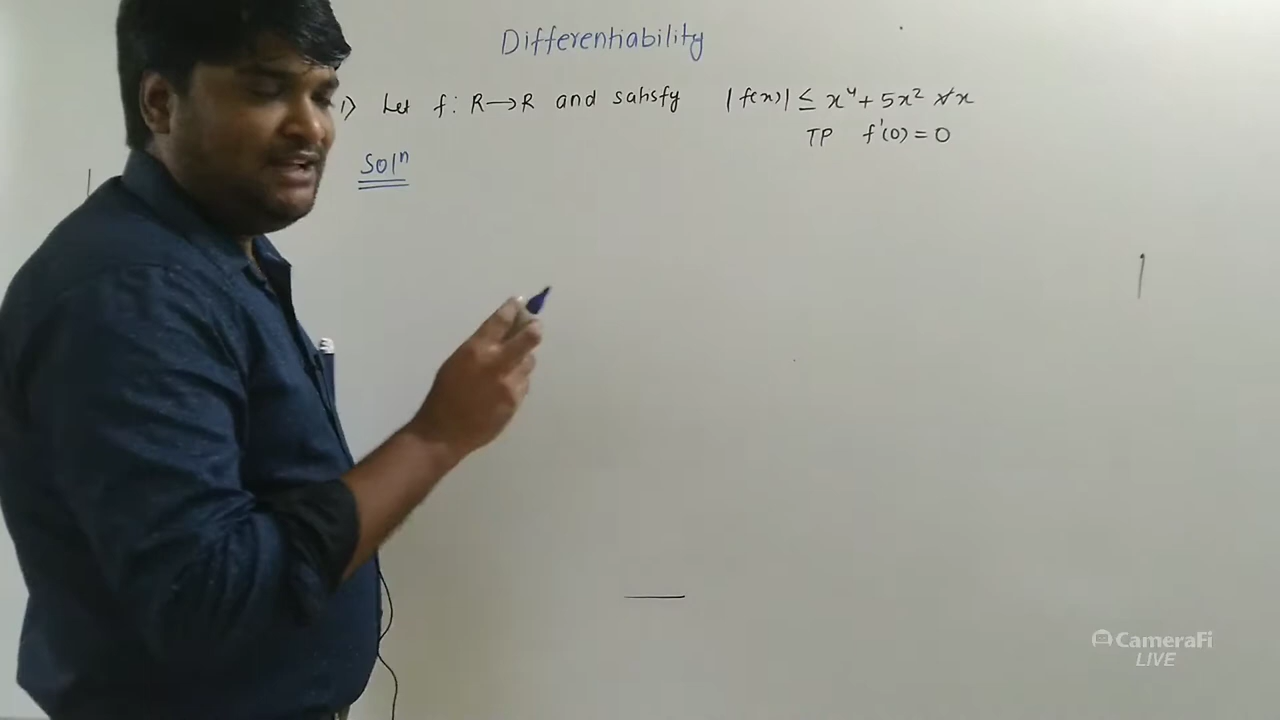 Differentiability
1) Let f: R→R and satisfy |f(x)| ≤ x⁴ + 5x² ∀x
TP f'(0) = 0
Solⁿ
CameraFi
LIVE